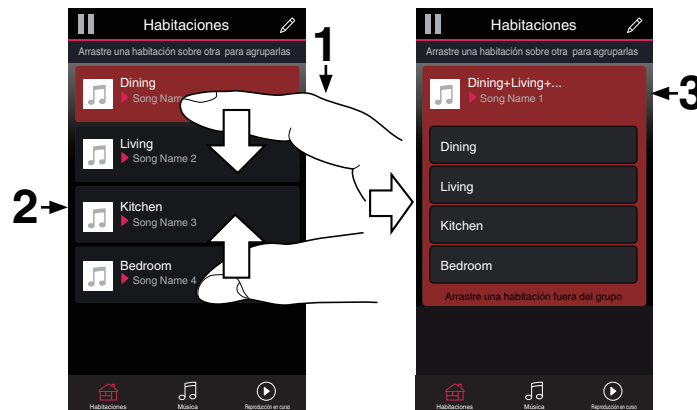 Habitaciones
Arrastre una habitación sobre otra para agruparlas
1
Dining
Song Nam
Living
Song Name 2
2
Kitchen
Song Name 3
Bedroom
Song Name 4
Habitaciones
Música
Reproducción en curso
Habitaciones
Arrastre una habitación sobre otra para agruparlas
Dining+Living+...
Song Name 1
3
Dining
Living
Kitchen
Bedroom
Arrastre una habitación fuera del grupo
Habitaciones
Música
Reproducción en curso